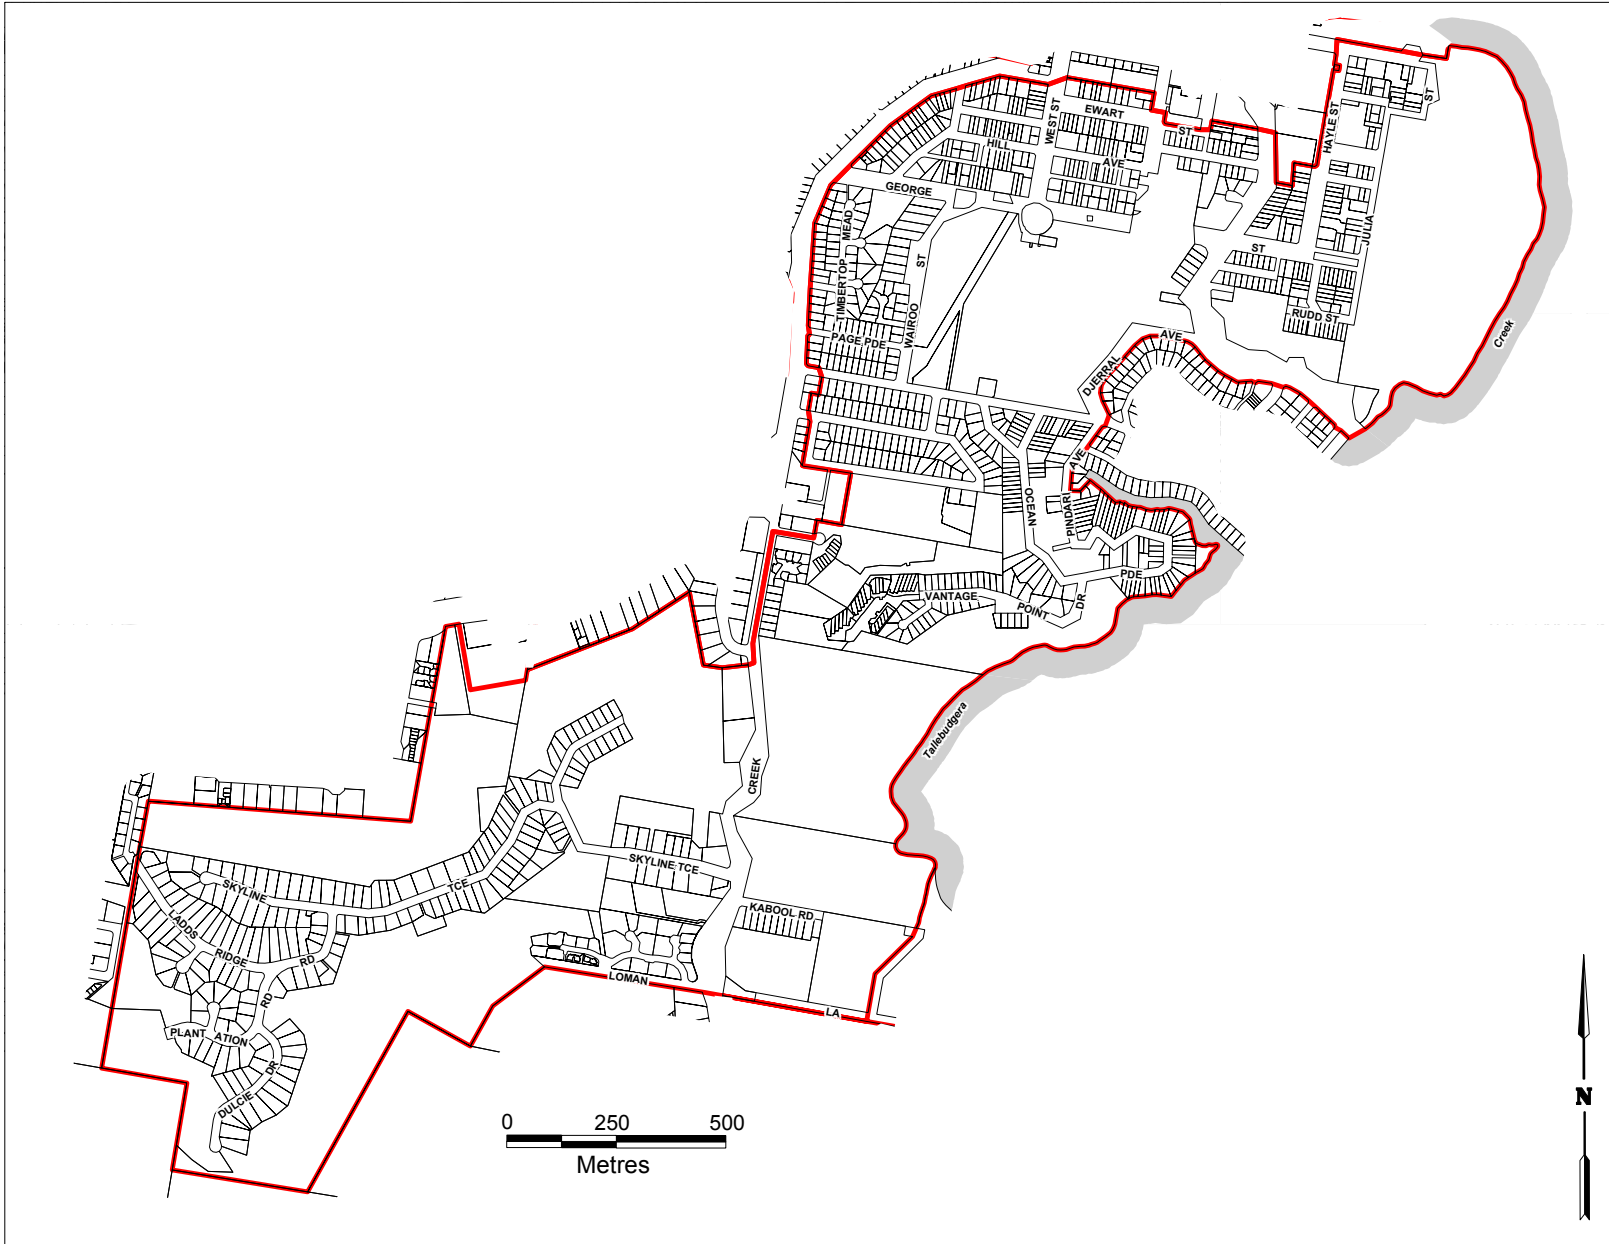 EWART
ST
WEST ST
HILL
AVE
GEORGE
ST
HAYLE ST
ST
JULIA
RUDD ST
MEAD
TIMBERTOP
ST
WAIROO
PAGE PDE
DJERRAL
AVE
Creek
AVE
PINDARI
OCEAN
PDE
VANTAGE
POINT
DR
Tallebudgera
CREEK
SKYLINE TCE
KABOOL RD
SKYLINE
TCE
LADDS
RIDGE
RD
RD
LOMAN
LA
PLANT
ATION
DR
DULCIE
0 250 500
Metres
N